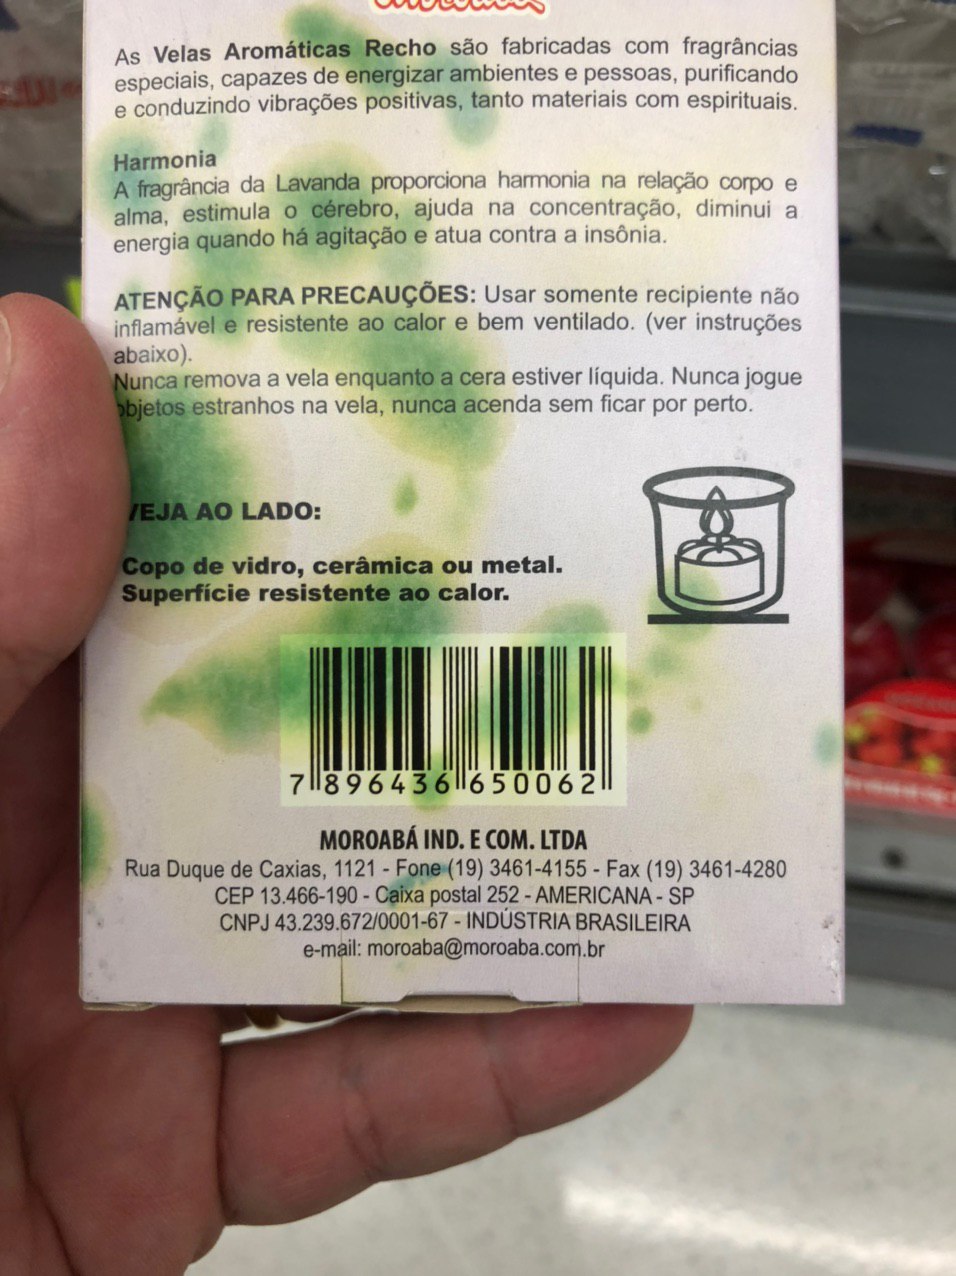 As Velas Aromáticas Recho são fabricadas com fragrâncias
especiais, capazes de energizar ambientes e pessoas, purificando
e conduzindo vibrações positivas, tanto materiais com espirituais.
Harmonia
A fragrância da Lavanda proporciona harmonia na relação corpo e
alma, estimula o cérebro, ajuda na concentração, diminui a
energia quando há agitação e atua contra a insônia.
ATENÇÃO PARA PRECAUÇÕES: Usar somente recipiente não
inflamável e resistente ao calor e bem ventilado. (ver instruções
abaixo).
Nunca remova a vela enquanto a cera estiver líquida. Nunca jogue
objetos estranhos na vela, nunca acenda sem ficar por perto.
VEJA AO LADO:
Copo de vidro, cerâmica ou metal.
Superfície resistente ao calor.
7 896436 650062
MOROABÁ IND. E COM. LTDA
Rua Duque de Caxias, 1121 - Fone (19) 3461-4155 - Fax (19) 3461-4280
CEP 13.466-190 - Caixa postal 252 - AMERICANA - SP
CNPJ 43.239.672/0001-67 - INDÚSTRIA BRASILEIRA
e-mail: moroaba@moroaba.com.br